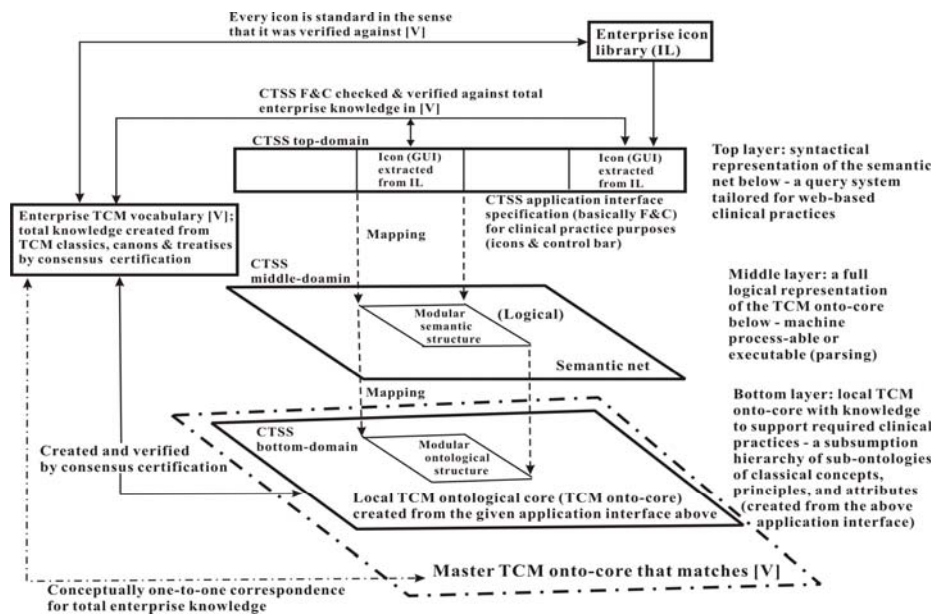 Every icon is standard in the sense
that it was verified against [V]
Enterprise icon
library (IL)
CTSS F&C checked & verified against total
enterprise knowledge in [V]
CTSS top-domain
Icon (GUI)
extracted
from IL
Icon (GUI)
extracted
from IL
Top layer: syntactical
representation of the semantic
net below - a query system
tailored for web-based
clinical practices
Enterprise TCM vocabulary [V];
total knowledge created from
TCM classics, canons & treatises
by consensus certification
CTSS application interface
specification (basically F&C)
for clinical practice purposes
(icons & control bar)
Mapping
CTSS
middle-doamin
Modular
semantic
structure
(Logical)
Semantic net
Middle layer: a full
logical representation
of the TCM onto-core
below - machine
process-able or
executable (parsing)
Mapping
CTSS
bottom-domain
Modular
ontological
structure
Local TCM ontological core (TCM onto-core)
created from the given application interface above
Bottom layer: local TCM
onto-core with knowledge
to support required clinical
practices - a subsumption
hierarchy of sub-ontologies
of classical concepts,
principles, and attributes
(created from the above
application interface)
Created and verified
by consensus certification
Master TCM onto-core that matches [V]
Conceptually one-to-one correspondence
for total enterprise knowledge